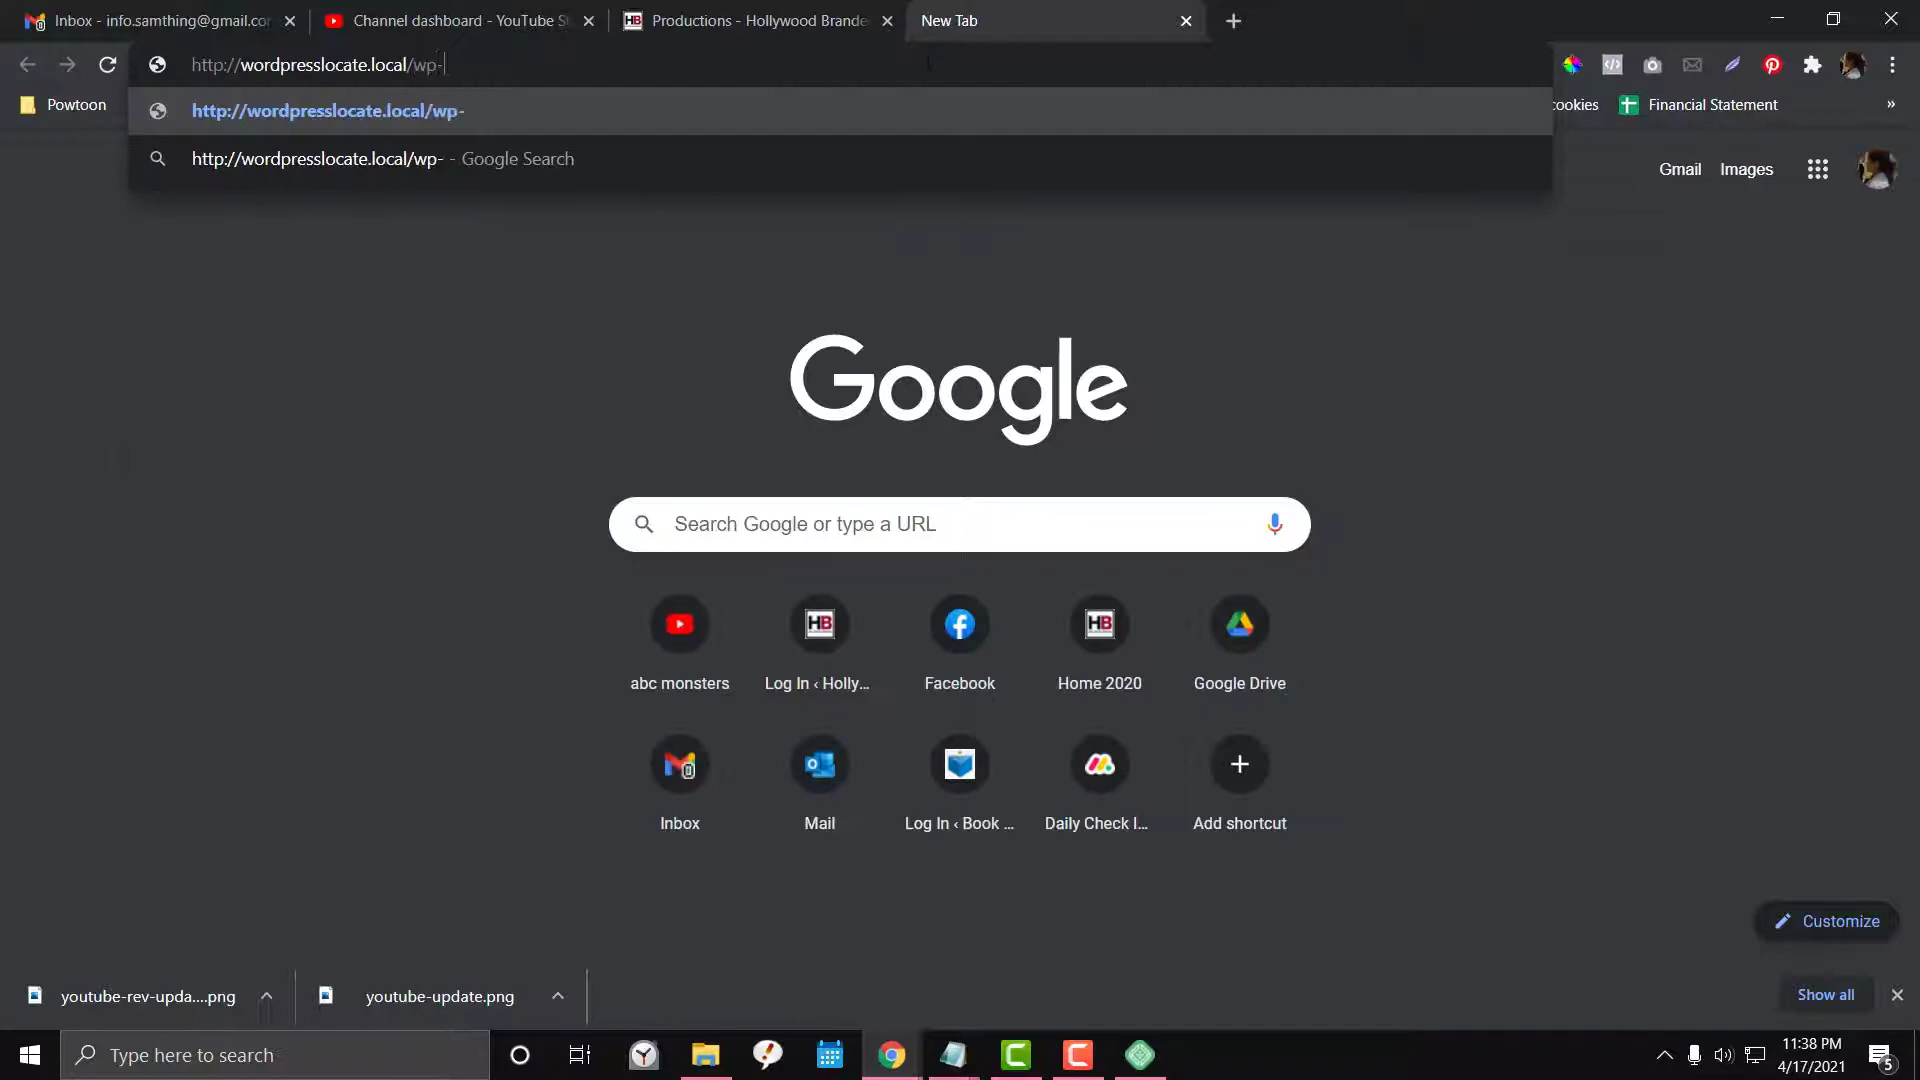 Inbox - info.samthing@gmail.co
Channel dashboard - YouTube S
Productions - Hollywood Brande
New Tab
http://wordpresslocate.local/wp-
http://wordpresslocate.local/wp-
http://wordpresslocate.local/wp- - Google Search
Powtoon
cookies
Financial Statement
»
Gmail
Images
Google
Search Google or type a URL
abc monsters
Log In ‹ Holly...
Facebook
Home 2020
Google Drive
Inbox
Mail
Log In ‹ Book ...
Daily Check I...
Add shortcut
Customize
youtube-rev-upda....png
youtube-update.png
Show all
Type here to search
11:38 PM
4/17/2021
5